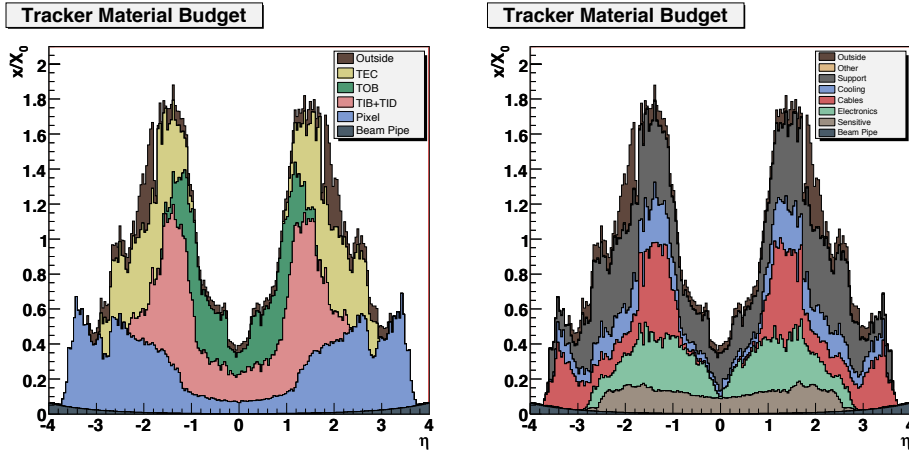 Tracker Material Budget
x/X0
2
1.8
1.6
1.4
1.2
1
0.8
0.6
0.4
0.2
0
-4 -3 -2 -1 0 1 2 3 4
η
Outside
TEC
TOB
TIB+TID
Pixel
Beam Pipe
Tracker Material Budget
x/X0
2
1.8
1.6
1.4
1.2
1
0.8
0.6
0.4
0.2
0
-4 -3 -2 -1 0 1 2 3 4
η
Outside
Other
Support
Cooling
Cables
Electronics
Sensitive
Beam Pipe